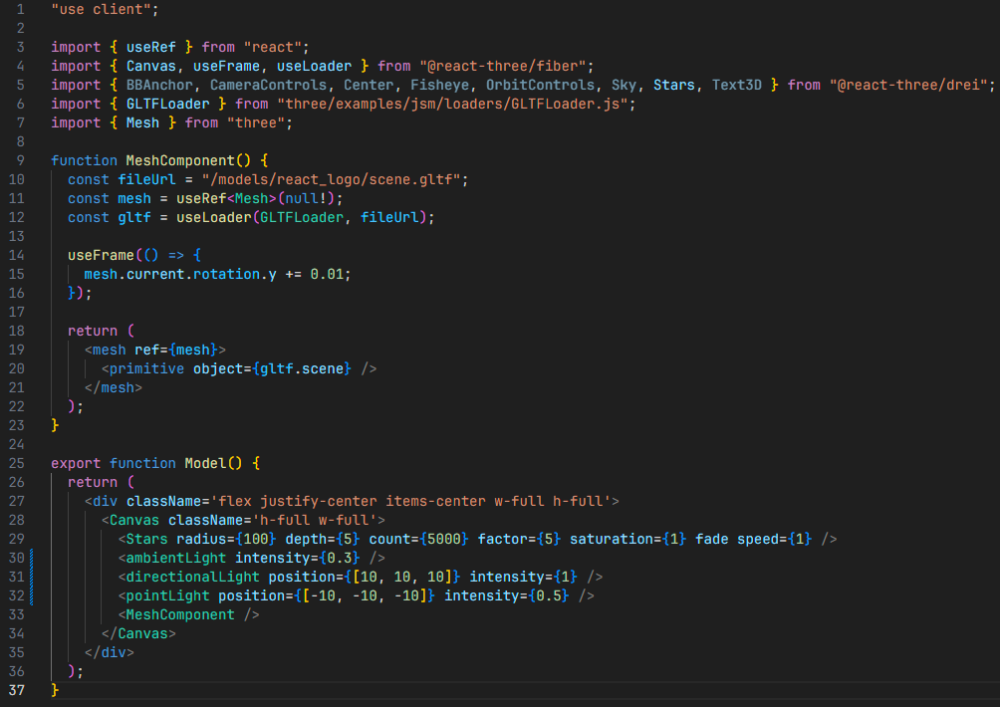 1 "use client";
2
3 import { useRef } from "react";
4 import { Canvas, useFrame, useLoader } from "@react-three/fiber";
5 import { BBAnchor, CameraControls, Center, Fisheye, OrbitControls, Sky, Stars, Text3D } from "@react-three/drei";
6 import { GLTFLoader } from "three/examples/jsm/loaders/GLTFLoader.js";
7 import { Mesh } from "three";
8
9 function MeshComponent() {
10   const fileUrl = "/models/react_logo/scene.gltf";
11   const mesh = useRef<Mesh>(null!);
12   const gltf = useLoader(GLTFLoader, fileUrl);
13
14   useFrame(() => {
15     mesh.current.rotation.y += 0.01;
16   });
17
18   return (
19     <mesh ref={mesh}>
20       <primitive object={gltf.scene} />
21     </mesh>
22   );
23 }
24
25 export function Model() {
26   return (
27     <div className='flex justify-center items-center w-full h-full'>
28       <Canvas className='h-full w-full'>
29         <Stars radius={100} depth={5} count={5000} factor={5} saturation={1} fade speed={1} />
30         <ambientLight intensity={0.3} />
31         <directionalLight position={[10, 10, 10]} intensity={1} />
32         <pointLight position={[-10, -10, -10]} intensity={0.5} />
33         <MeshComponent />
34       </Canvas>
35     </div>
36   );
37 }